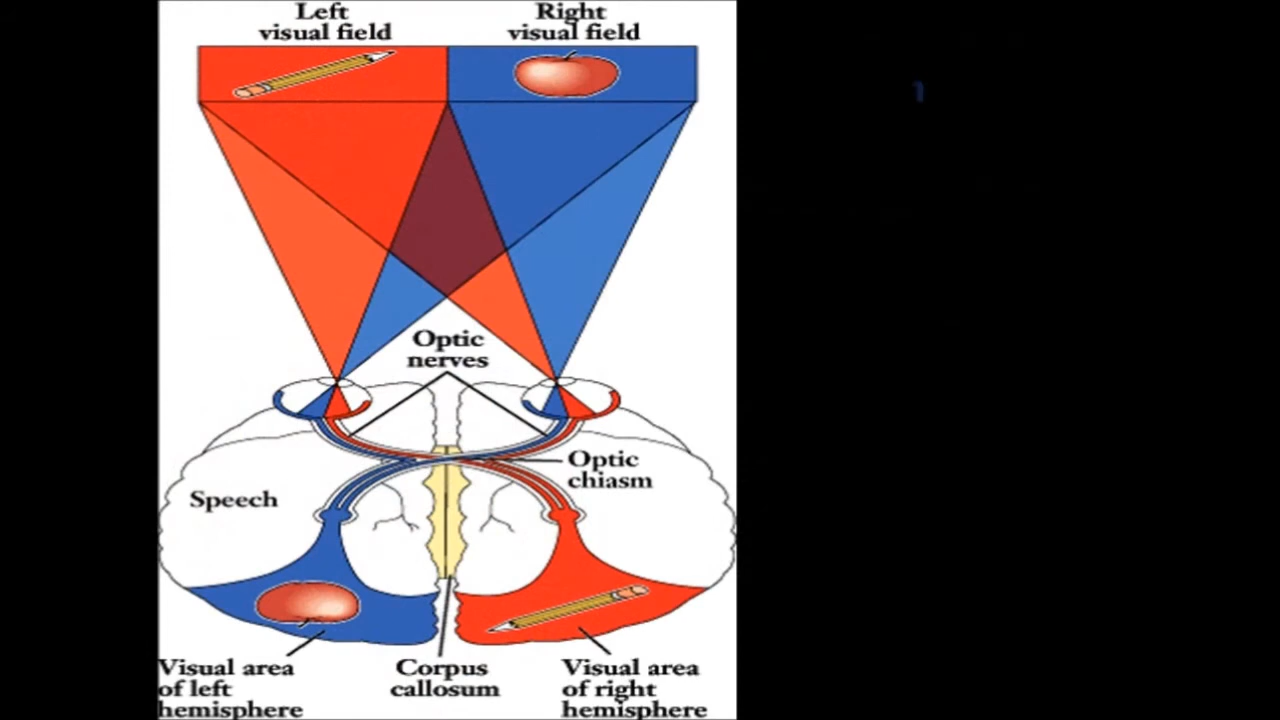 Left
visual field
Right
visual field
Optic
nerves
Optic
chiasm
Speech
Visual area
of left
hemisphere
Corpus
callosum
Visual area
of right
hemisphere